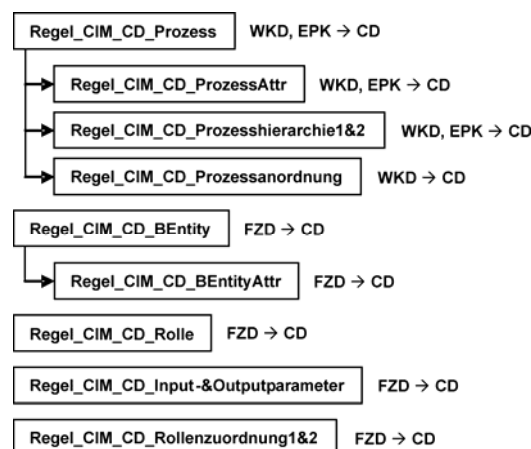 Regel_CIM_CD_Prozess WKD, EPK → CD
Regel_CIM_CD_ProzessAttr WKD, EPK → CD
Regel_CIM_CD_Prozesshierarchie1&2 WKD, EPK → CD
Regel_CIM_CD_Prozessanordnung WKD → CD
Regel_CIM_CD_BEntity FZD → CD
Regel_CIM_CD_BEntityAttr FZD → CD
Regel_CIM_CD_Rolle FZD → CD
Regel_CIM_CD_Input-&Outputparameter FZD → CD
Regel_CIM_CD_Rollenzuordnung1&2 FZD → CD